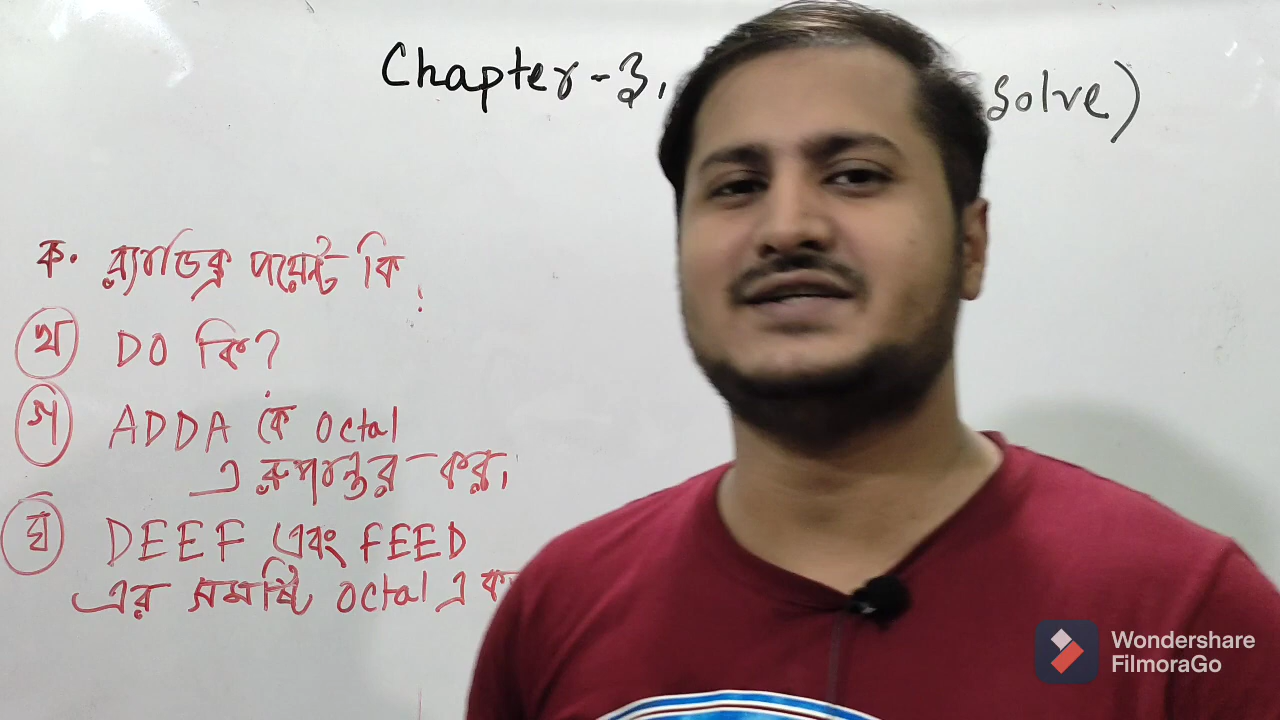 Chapter-3,
solve)
ক. র‍্যাডিক্স পয়েন্ট কি
খ DO কি?
গ ADDA কে Octal
এ রুপান্তর কর।
ঘ DEEF এবং FEED
এর সমষ্টি Octal এ
Wondershare
FilmoraGo